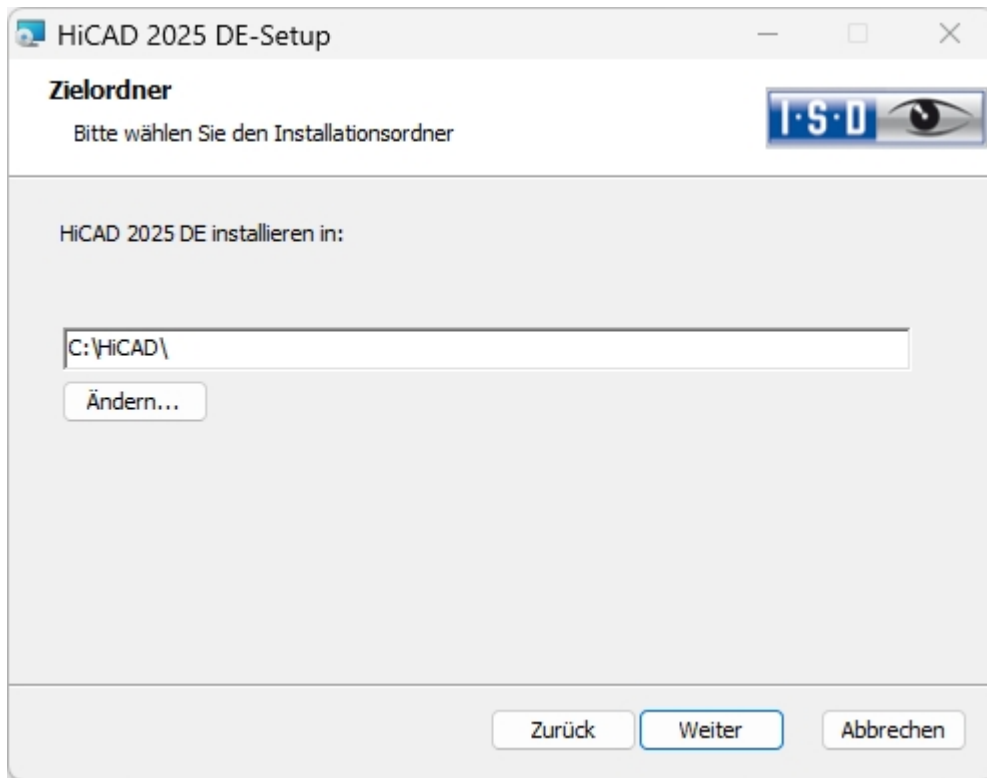 HiCAD 2025 DE-Setup
Zielordner
Bitte wählen Sie den Installationsordner
I·S·D
HiCAD 2025 DE installieren in:
C:\HiCAD\
Ändern...
Zurück
Weiter
Abbrechen